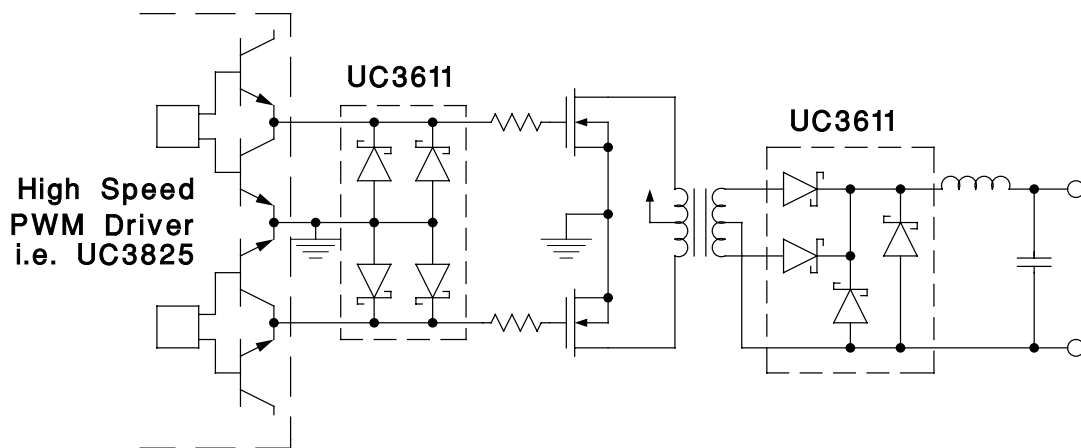 UC3611
UC3611
High Speed
PWM Driver
i.e. UC3825